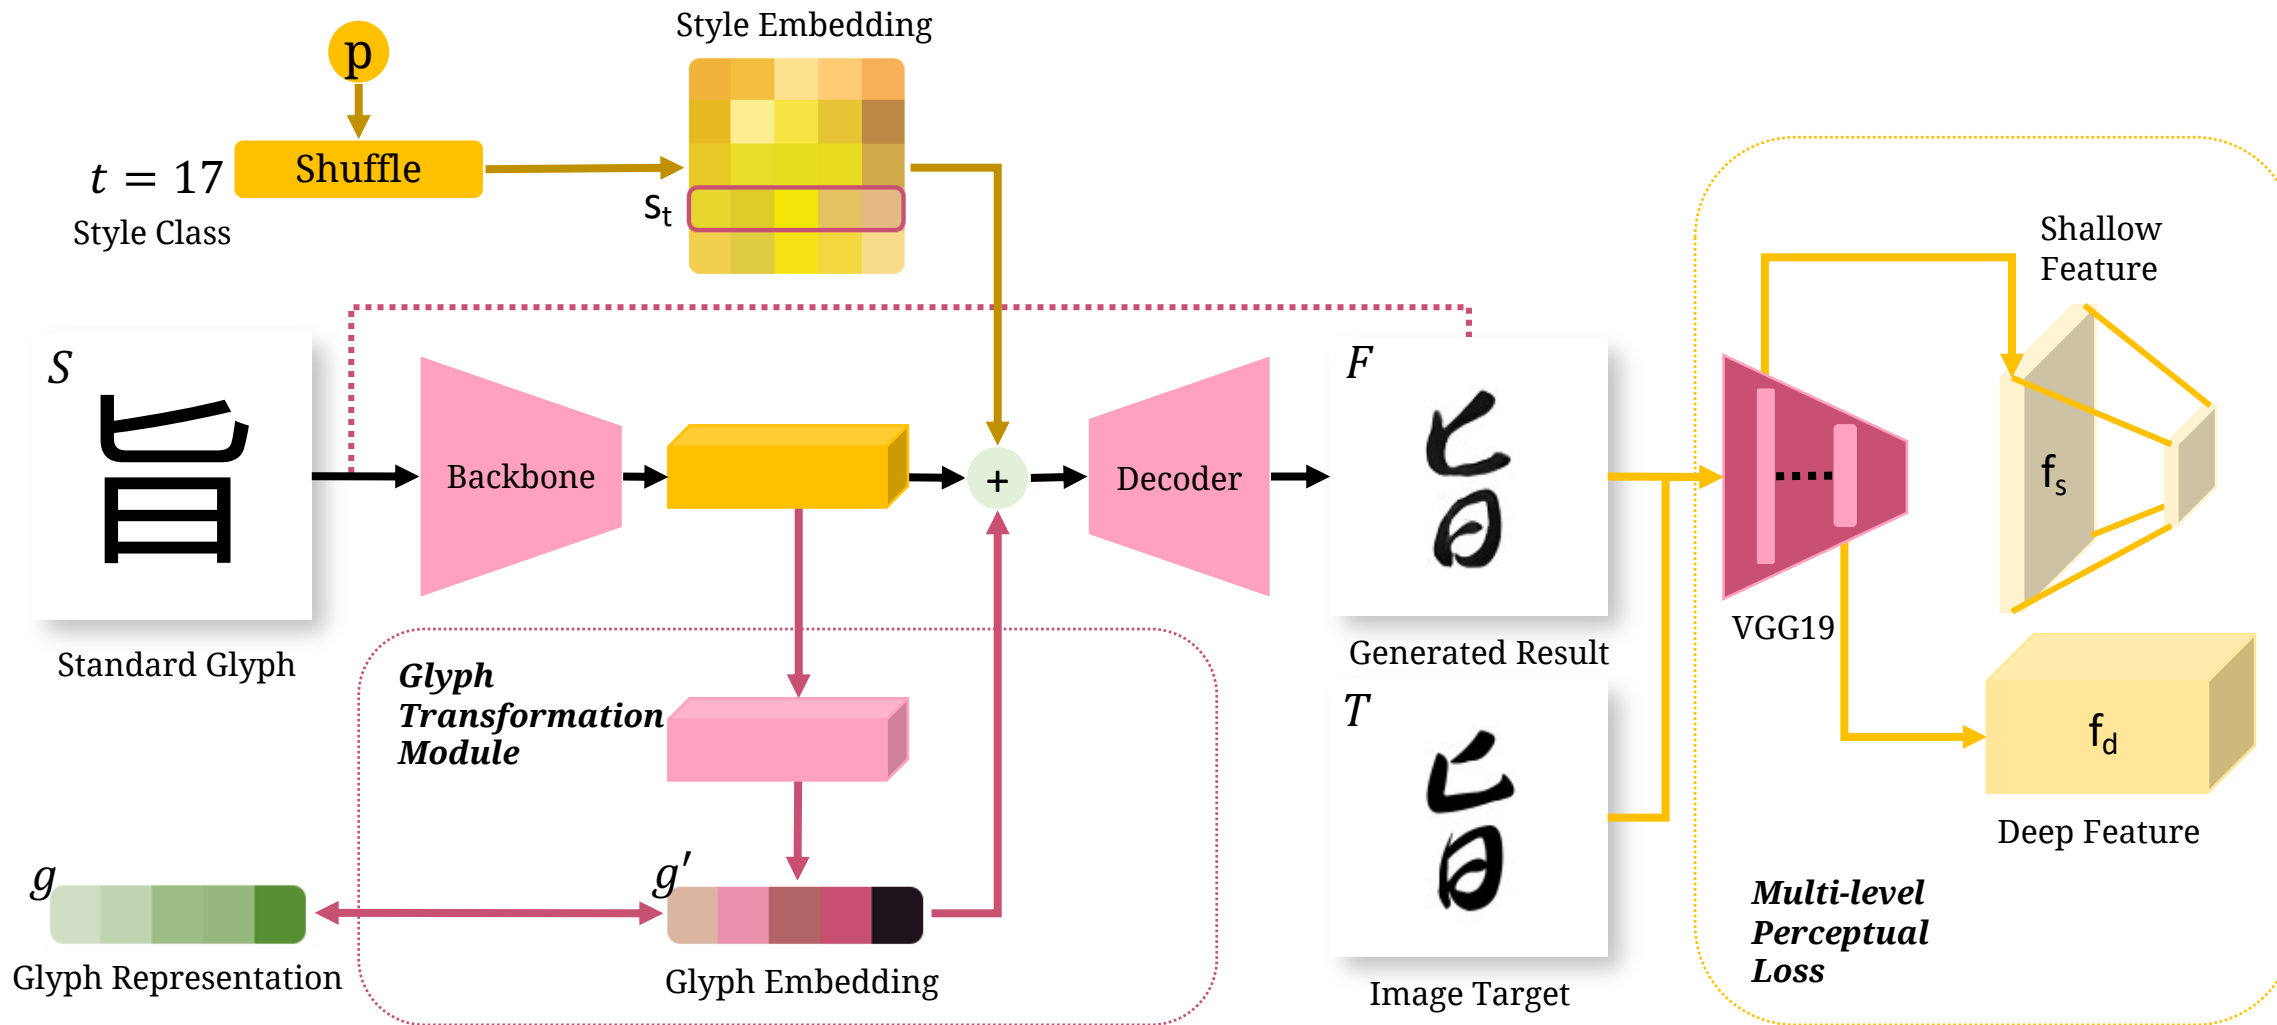 p
Style Embedding
t = 17
Shuffle
Style Class
sₜ
S
旨
Standard Glyph
Backbone
+
Decoder
F
旨
Generated Result
T
旨
Image Target
Glyph
Transformation
Module
g
Glyph Representation
g′
Glyph Embedding
Shallow
Feature
fₛ
VGG19
f_d
Deep Feature
Multi-level
Perceptual
Loss